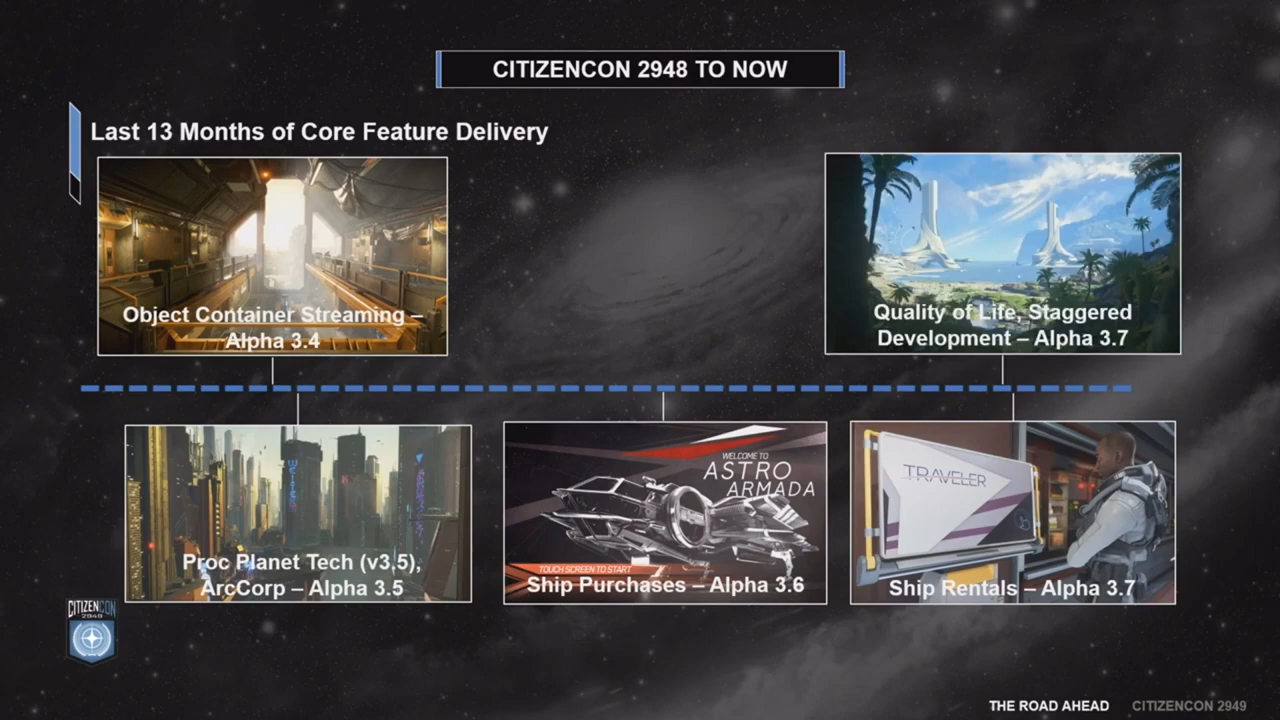 CITIZENCON 2948 TO NOW
Last 13 Months of Core Feature Delivery
Object Container Streaming –
Alpha 3.4
Quality of Life, Staggered
Development – Alpha 3.7
Proc Planet Tech (v3,5),
ArcCorp – Alpha 3.5
WELCOME TO
ASTRO
ARMADA
TOUCH SCREEN TO START
Ship Purchases – Alpha 3.6
TRAVELER
Ship Rentals – Alpha 3.7
CITIZENCON
2949
THE ROAD AHEAD CITIZENCON 2949